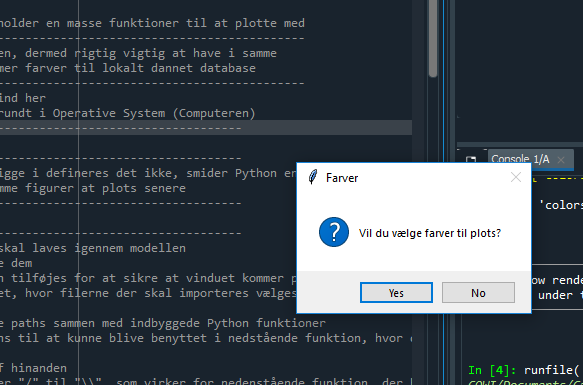 holder en masse funktioner til at plotte med
---------------------------------------------
en, dermed rigtig vigtig at have i samme
mer farver til lokalt dannet database
---------------------------------------------
ind her
rundt i Operative System (Computeren)
---------------------------------
igge i defineres det ikke, smider Python en
mme figurer at plots senere
---------------------------------
---------------------------------
skal laves igennem modellen
e dem
n tilføjes for at sikre at vinduet kommer
et, hvor filerne der skal importeres vælges
e paths sammen med indbyggede Python funktioner
ns til at kunne blive benyttet i nedstående funktion, hvor
f hinanden
er "/" til "\\", som virker for nedenstående funktion, der
Console 1/A
'colors
ow rende
under t
In [4]: runfile(
COWI/Documents/C
Farver
Vil du vælge farver til plots?
Yes
No